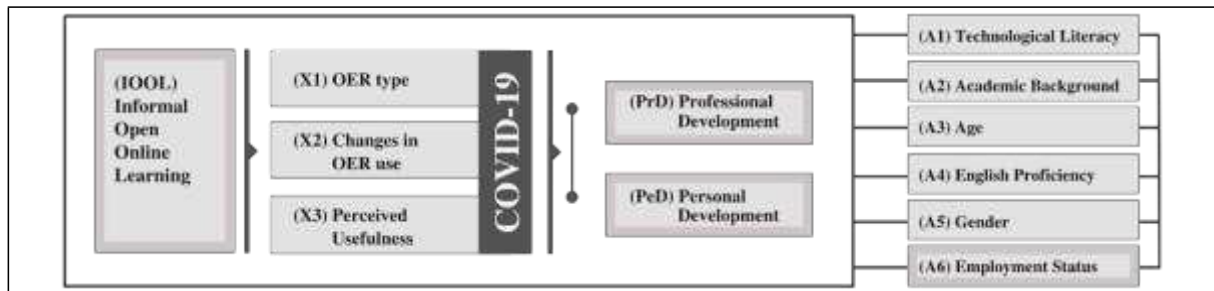 (IOOL)
Informal
Open
Online
Learning
(X1) OER type
(X2) Changes in
OER use
(X3) Perceived
Usefulness
COVID-19
(PrD) Professional
Development
(PeD) Personal
Development
(A1) Technological Literacy
(A2) Academic Background
(A3) Age
(A4) English Proficiency
(A5) Gender
(A6) Employment Status